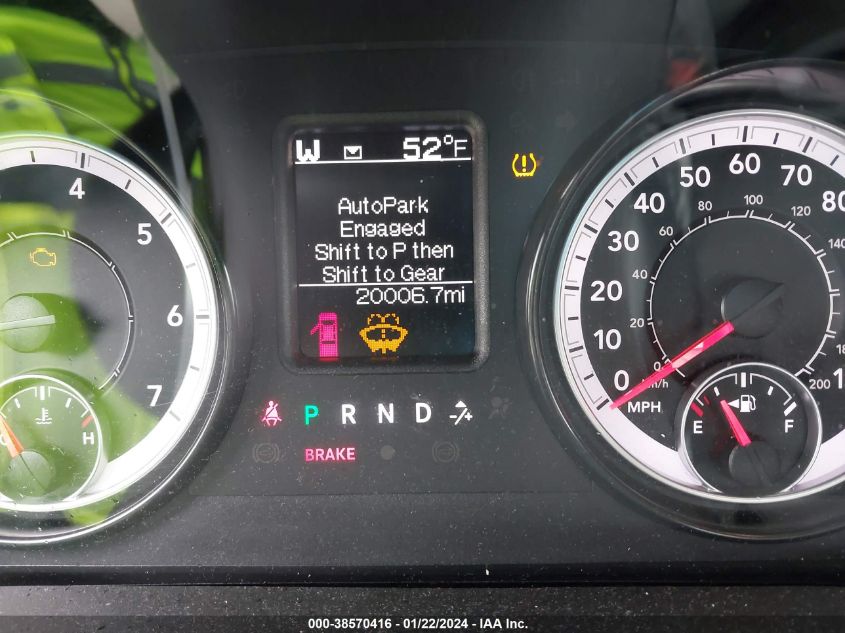 W 52°F
AutoPark
Engaged
Shift to P then
Shift to Gear
20006.7mi
P R N D
BRAKE
4
5
6
7
H
0
10
20
30
40
50
60
70
80
MPH
0
20
40
60
80
100
120
140
200
km/h
E F
000-38570416 - 01/22/2024 - IAA Inc.